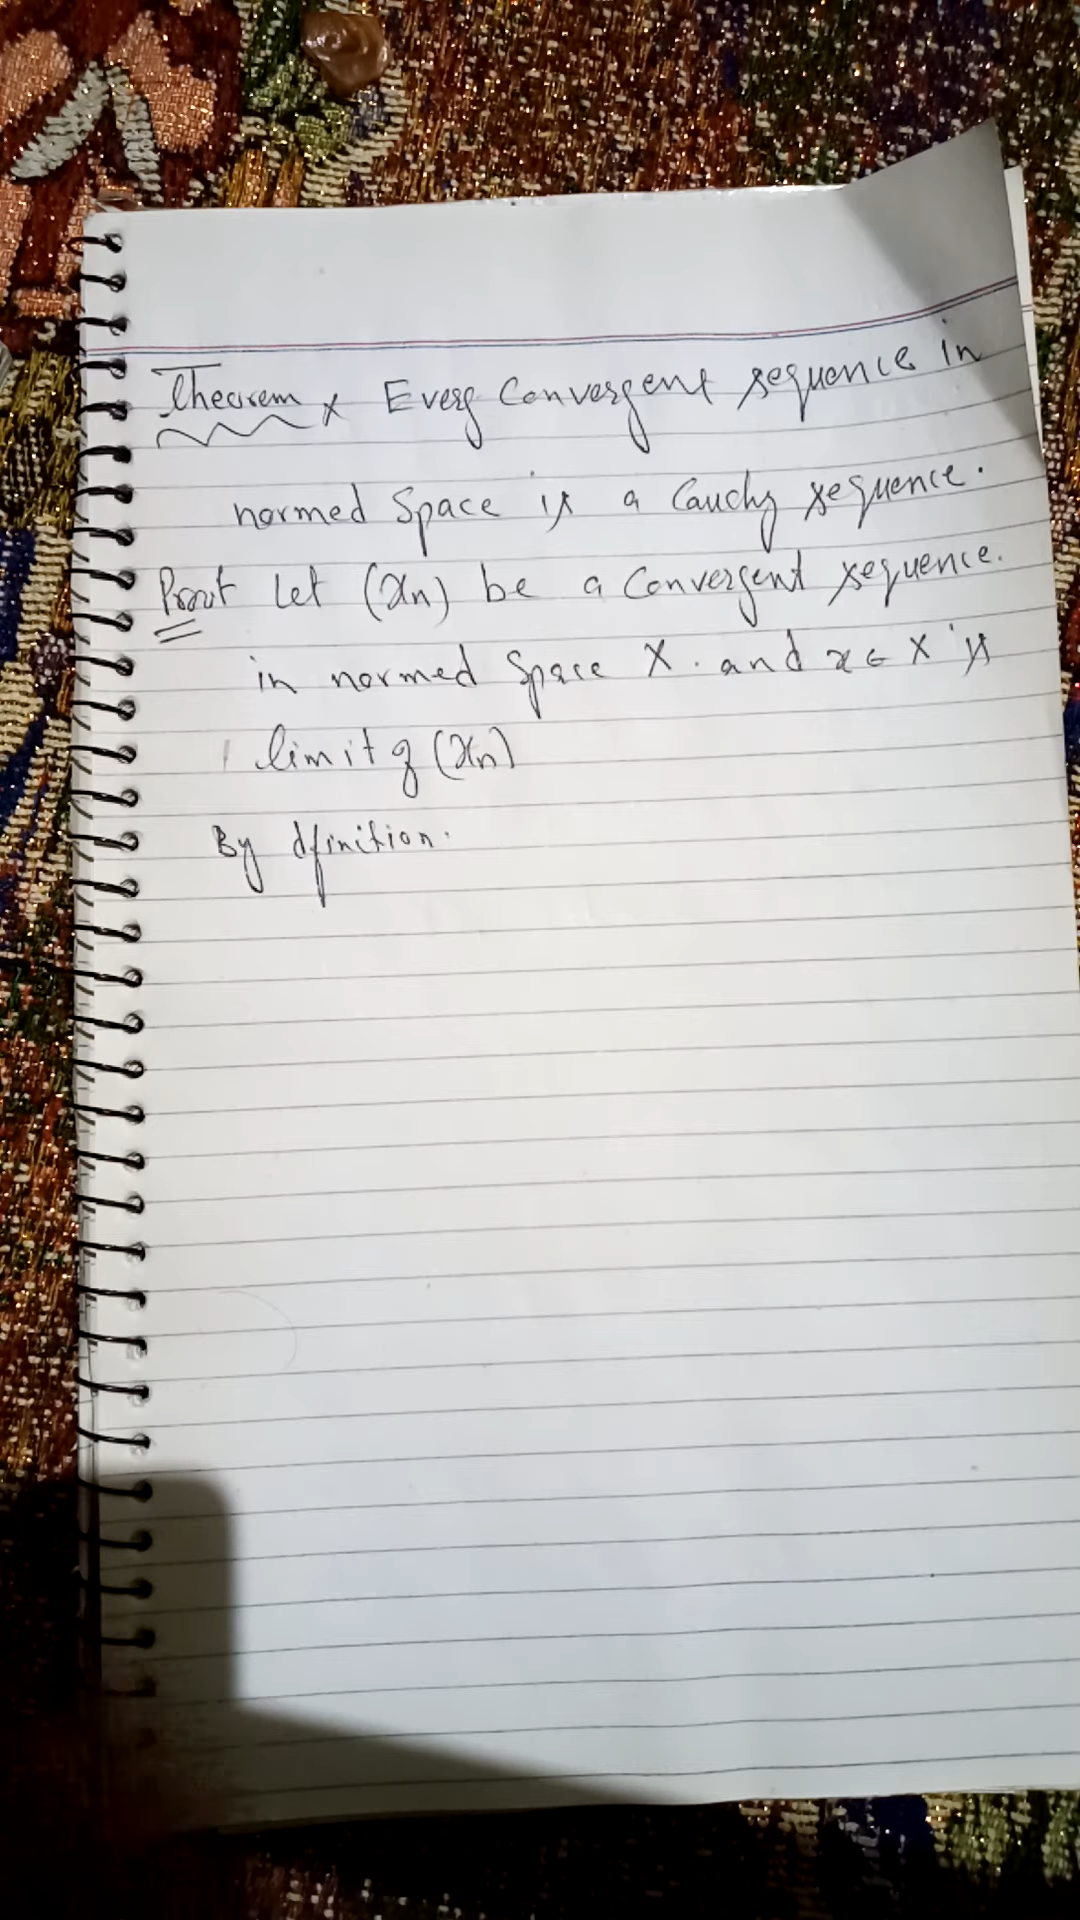 Theorem x Every Convergent sequence in
normed Space is a Cauchy sequence.
Proof Let (xn) be a Convergent sequence.
in normed Space X. and x ∈ X is
limit of (xn)
By dfinition.